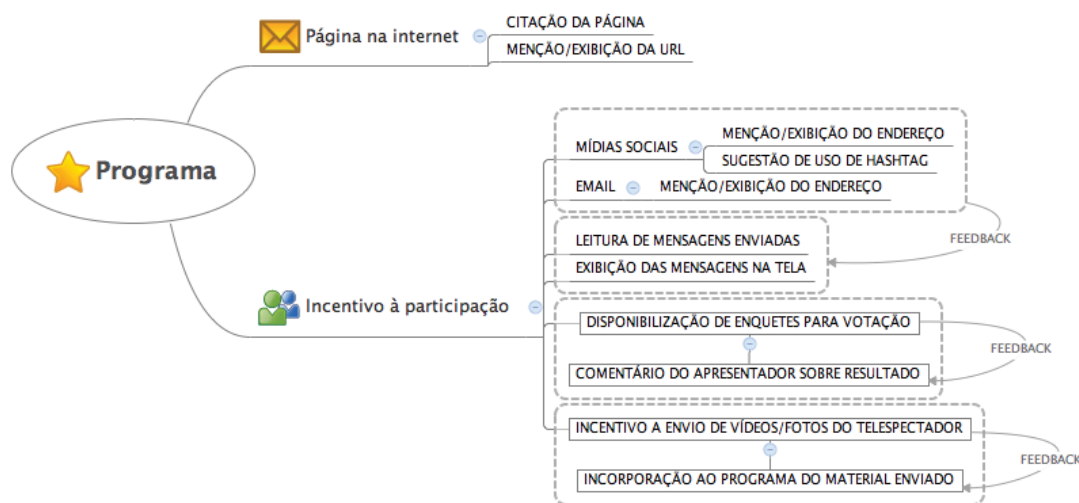 CITAÇÃO DA PÁGINA
Página na internet
MENÇÃO/EXIBIÇÃO DA URL
Programa
MENÇÃO/EXIBIÇÃO DO ENDEREÇO
MÍDIAS SOCIAIS
SUGESTÃO DE USO DE HASHTAG
EMAIL
MENÇÃO/EXIBIÇÃO DO ENDEREÇO
LEITURA DE MENSAGENS ENVIADAS
FEEDBACK
EXIBIÇÃO DAS MENSAGENS NA TELA
Incentivo à participação
DISPONIBILIZAÇÃO DE ENQUETES PARA VOTAÇÃO
FEEDBACK
COMENTÁRIO DO APRESENTADOR SOBRE RESULTADO
INCENTIVO A ENVIO DE VÍDEOS/FOTOS DO TELESPECTADOR
FEEDBACK
INCORPORAÇÃO AO PROGRAMA DO MATERIAL ENVIADO